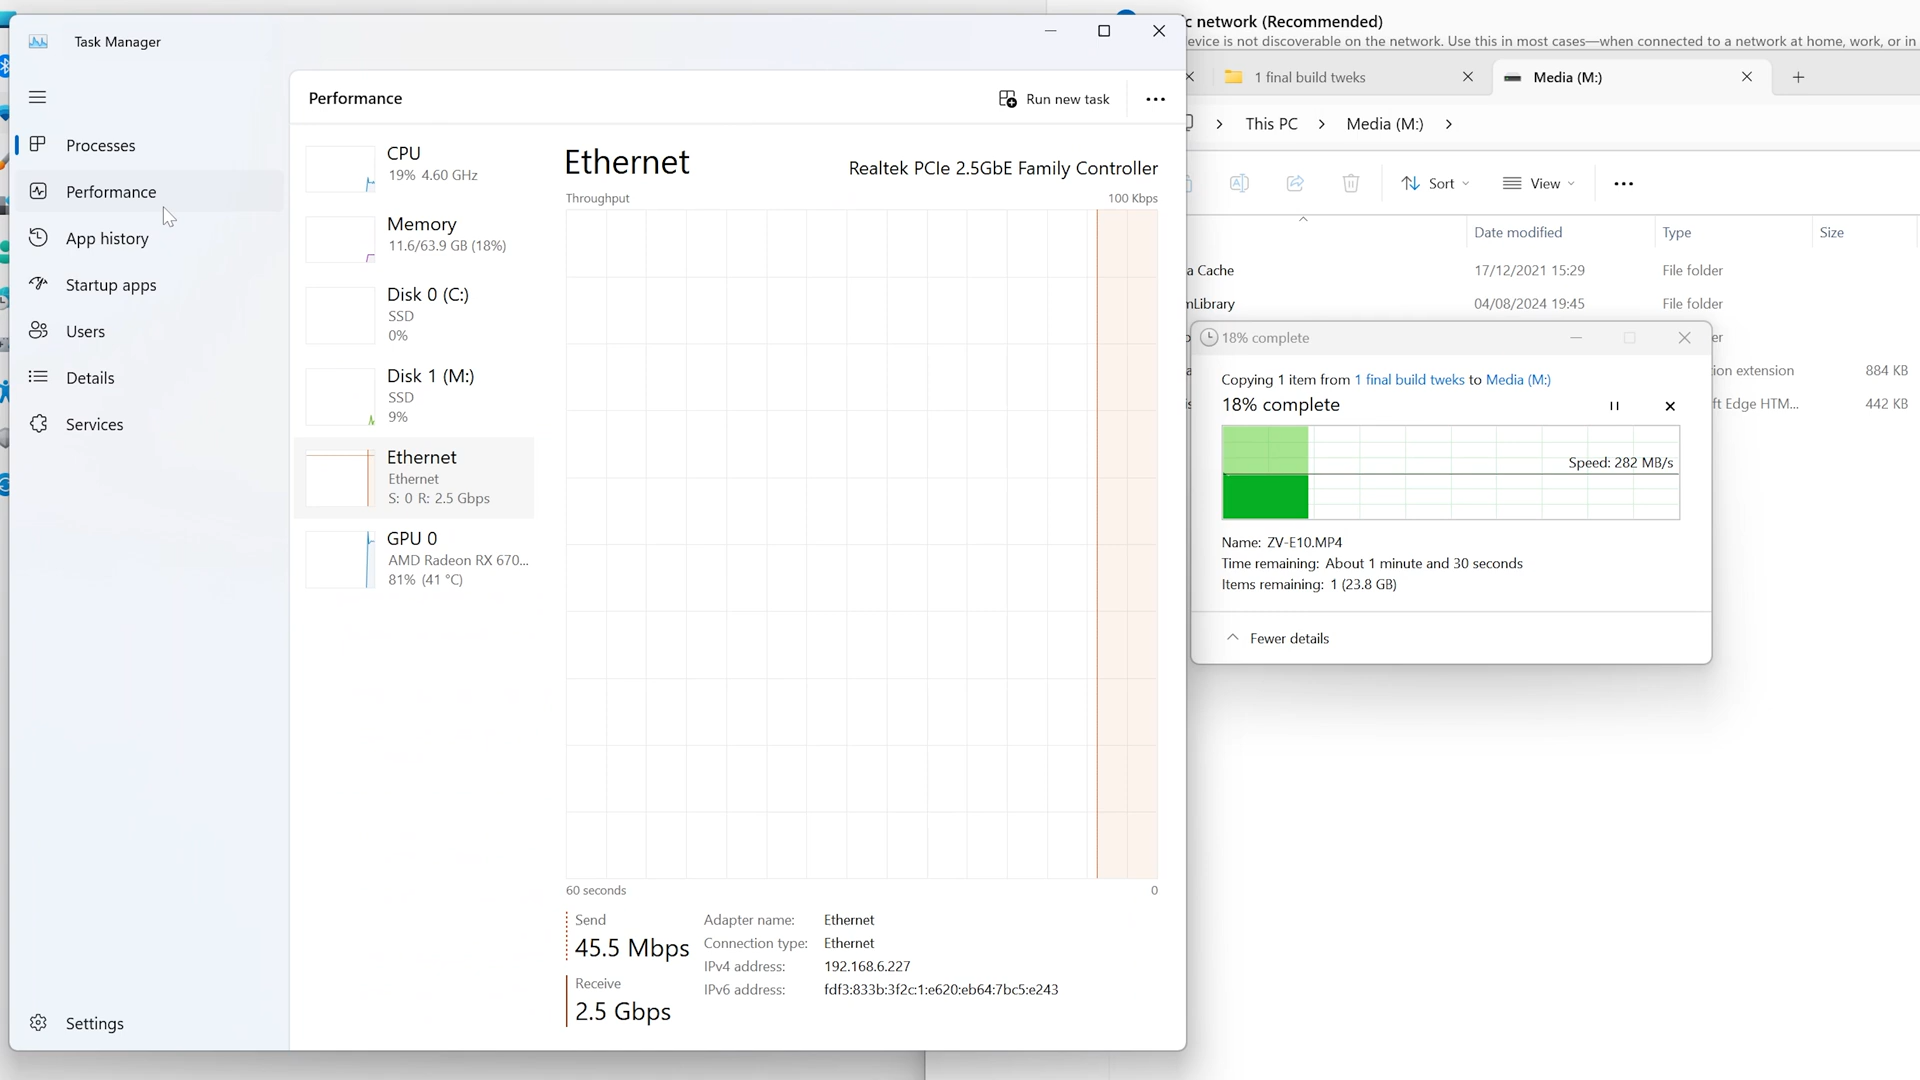 Task Manager
Processes
Performance
App history
Startup apps
Users
Details
Services
Settings
Performance
Run new task
CPU
19% 4.60 GHz
Memory
11.6/63.9 GB (18%)
Disk 0 (C:)
SSD
0%
Disk 1 (M:)
SSD
9%
Ethernet
Ethernet
S: 0 R: 2.5 Gbps
GPU 0
AMD Radeon RX 670...
81% (41 °C)
Ethernet
Realtek PCIe 2.5GbE Family Controller
Throughput
100 Kbps
60 seconds
0
Send
45.5 Mbps
Receive
2.5 Gbps
Adapter name: Ethernet
Connection type: Ethernet
IPv4 address: 192.168.6.227
IPv6 address: fdf3:833b:3f2c:1:e620:eb64:7bc5:e243
c network (Recommended)
evice is not discoverable on the network. Use this in most cases—when connected to a network at home, work, or in
1 final build tweks
Media (M:)
This PC
Media (M:)
Sort
View
Date modified
Type
Size
a Cache
17/12/2021 15:29
File folder
mLibrary
04/08/2024 19:45
File folder
er
ion extension
884 KB
ft Edge HTM...
442 KB
18% complete
Copying 1 item from 1 final build tweks to Media (M:)
18% complete
Speed: 282 MB/s
Name: ZV-E10.MP4
Time remaining: About 1 minute and 30 seconds
Items remaining: 1 (23.8 GB)
Fewer details